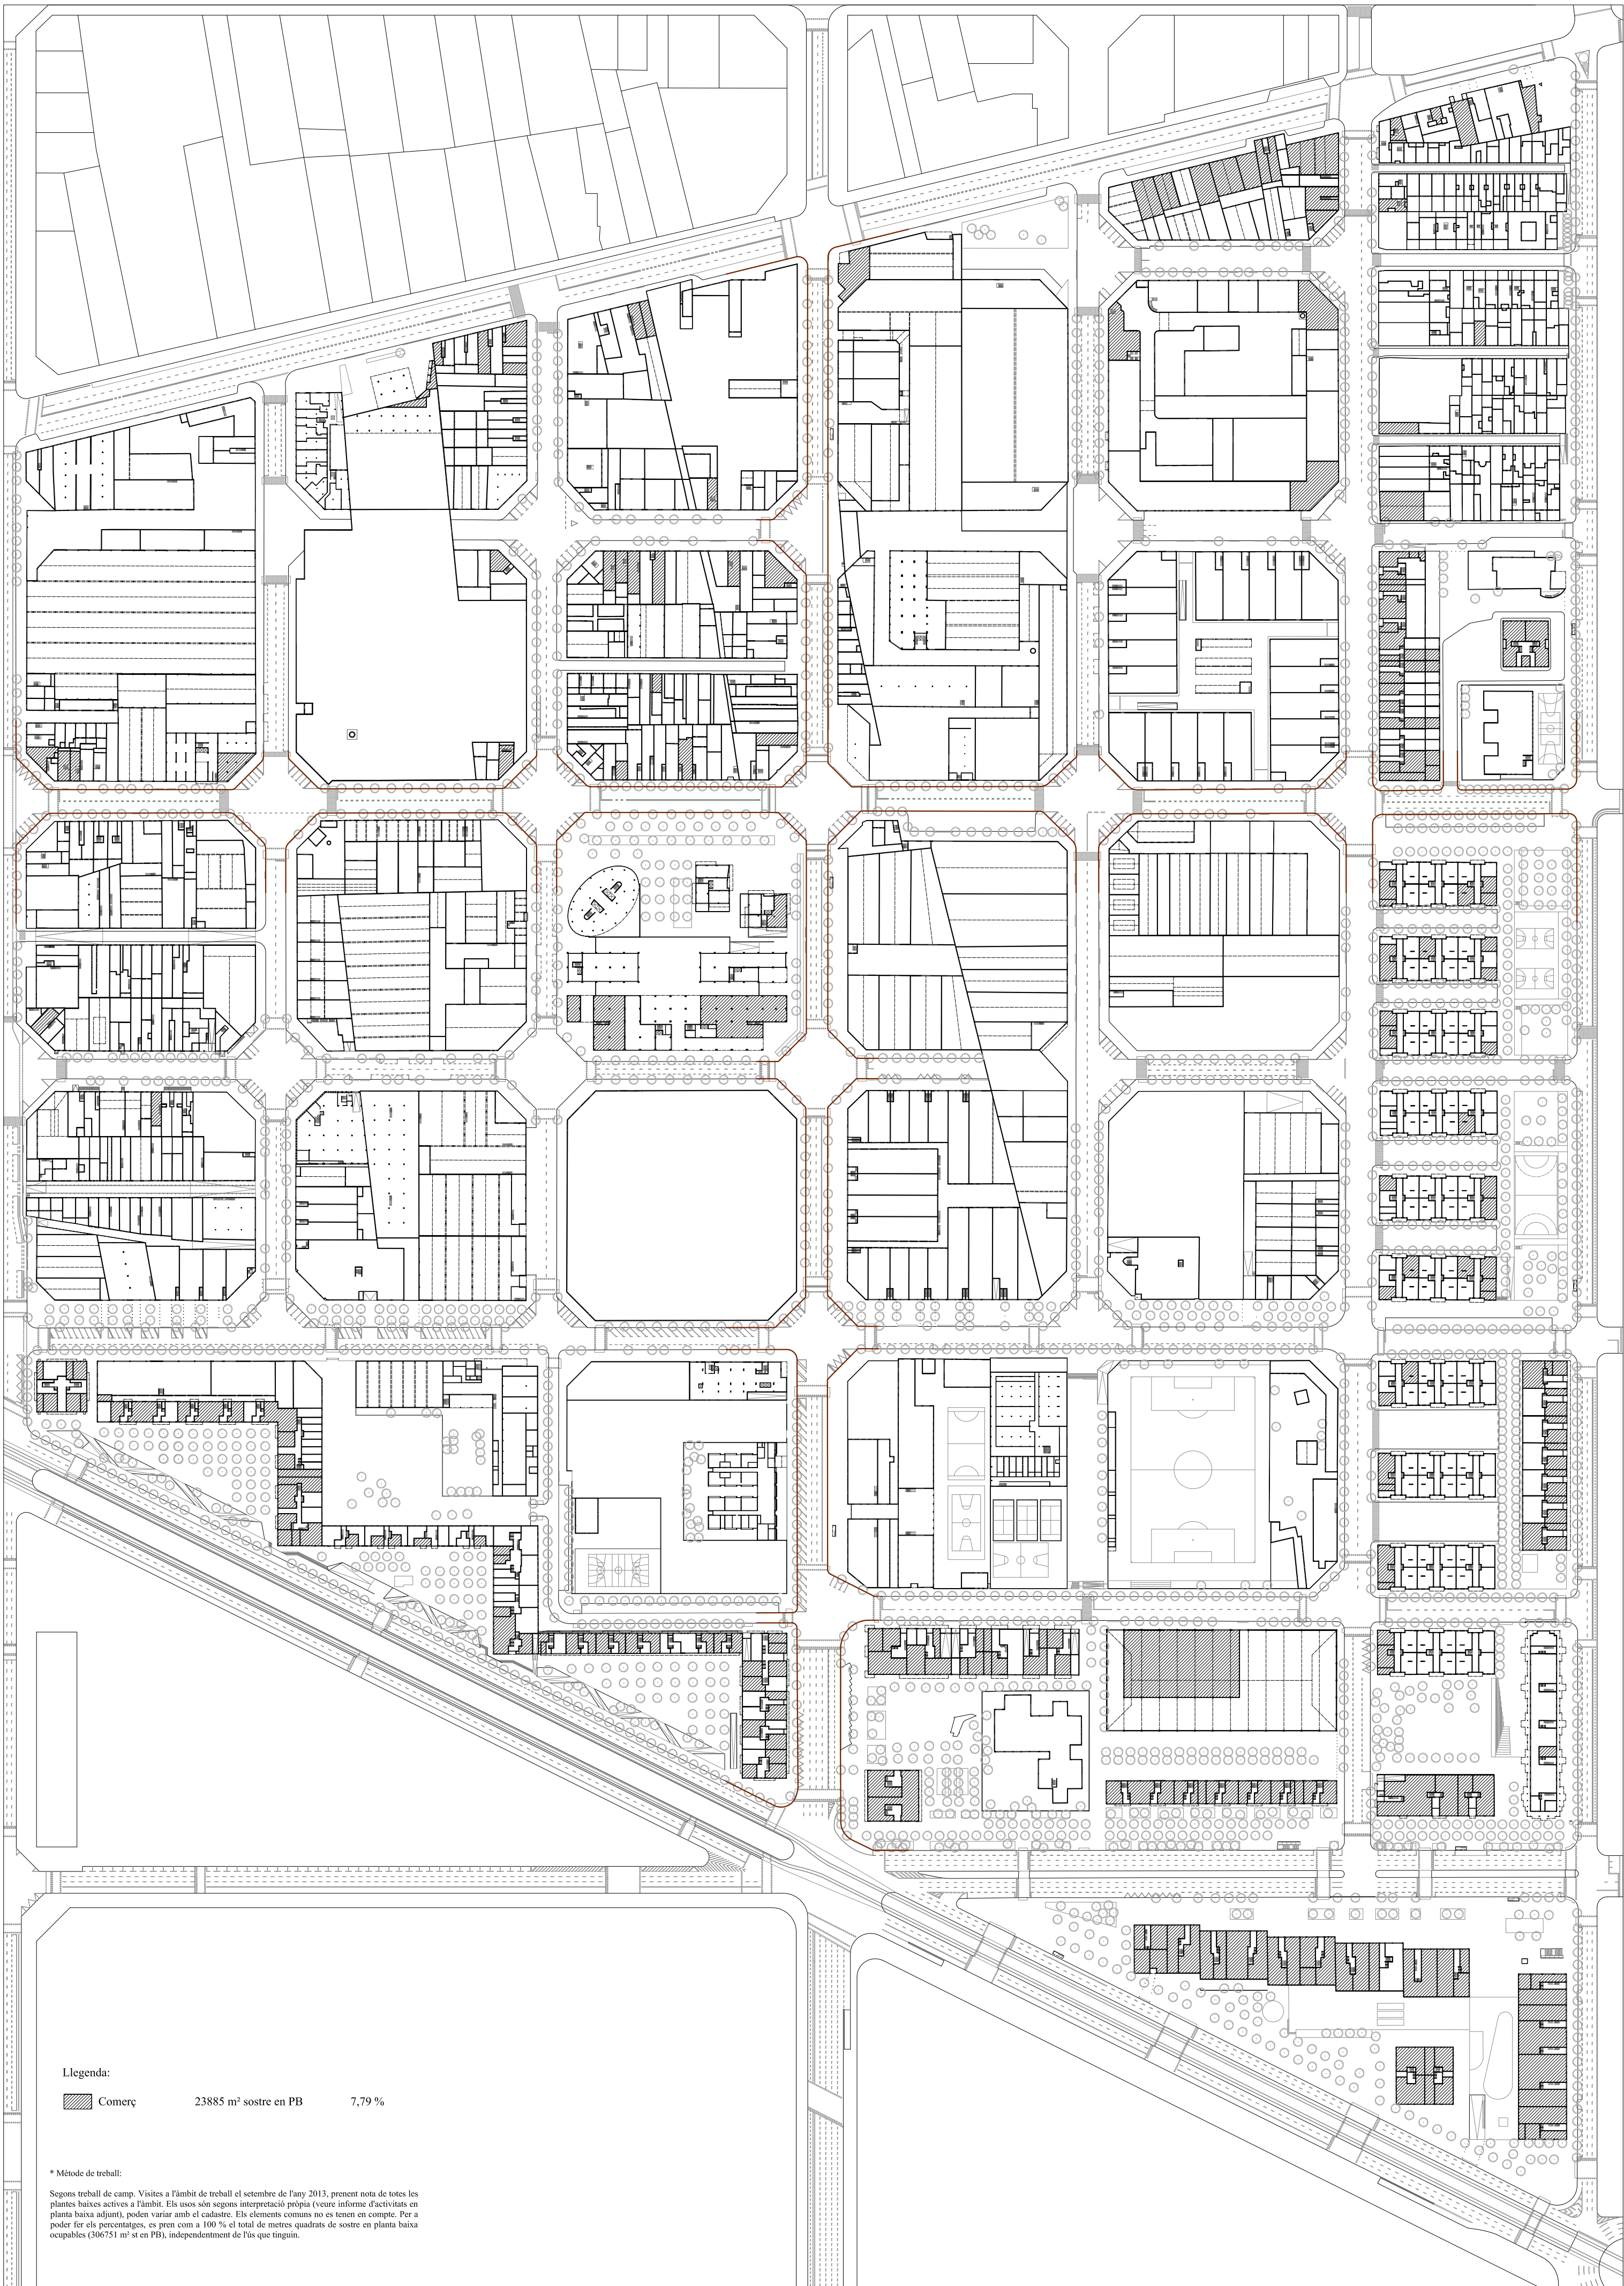 Llegenda:
Comerç 23885 m² sostre en PB 7,79 %
* Mètode de treball:
Segons treball de camp. Visites a l'àmbit de treball el setembre de l'any 2013, prenent nota de totes les
plantes baixes actives a l'àmbit. Els usos són segons interpretació pròpia (veure informe d'activitats en
planta baixa adjunt), poden variar amb el cadastre. Els elements comuns no es tenen en compte. Per a
poder fer els percentatges, es pren com a 100 % el total de metres quadrats de sostre en planta baixa
ocupables (306751 m² st en PB), independentment de l'ús que tinguin.